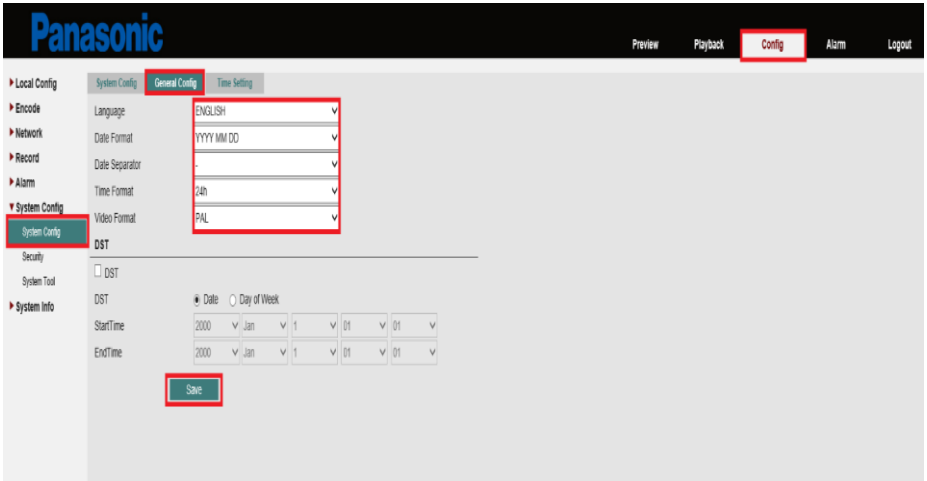 Panasonic
Preview Playback Config Alarm Logout
Local Config
Encode
Network
Record
Alarm
System Config
System Config
Security
System Tool
System Info
System Config General Config Time Setting
Language ENGLISH
Date Format YYYY MM DD
Date Separator -
Time Format 24h
Video Format PAL
DST
DST
DST Date Day of Week
StartTime 2000 Jan 1 01 01
EndTime 2000 Jan 1 01 01
Save